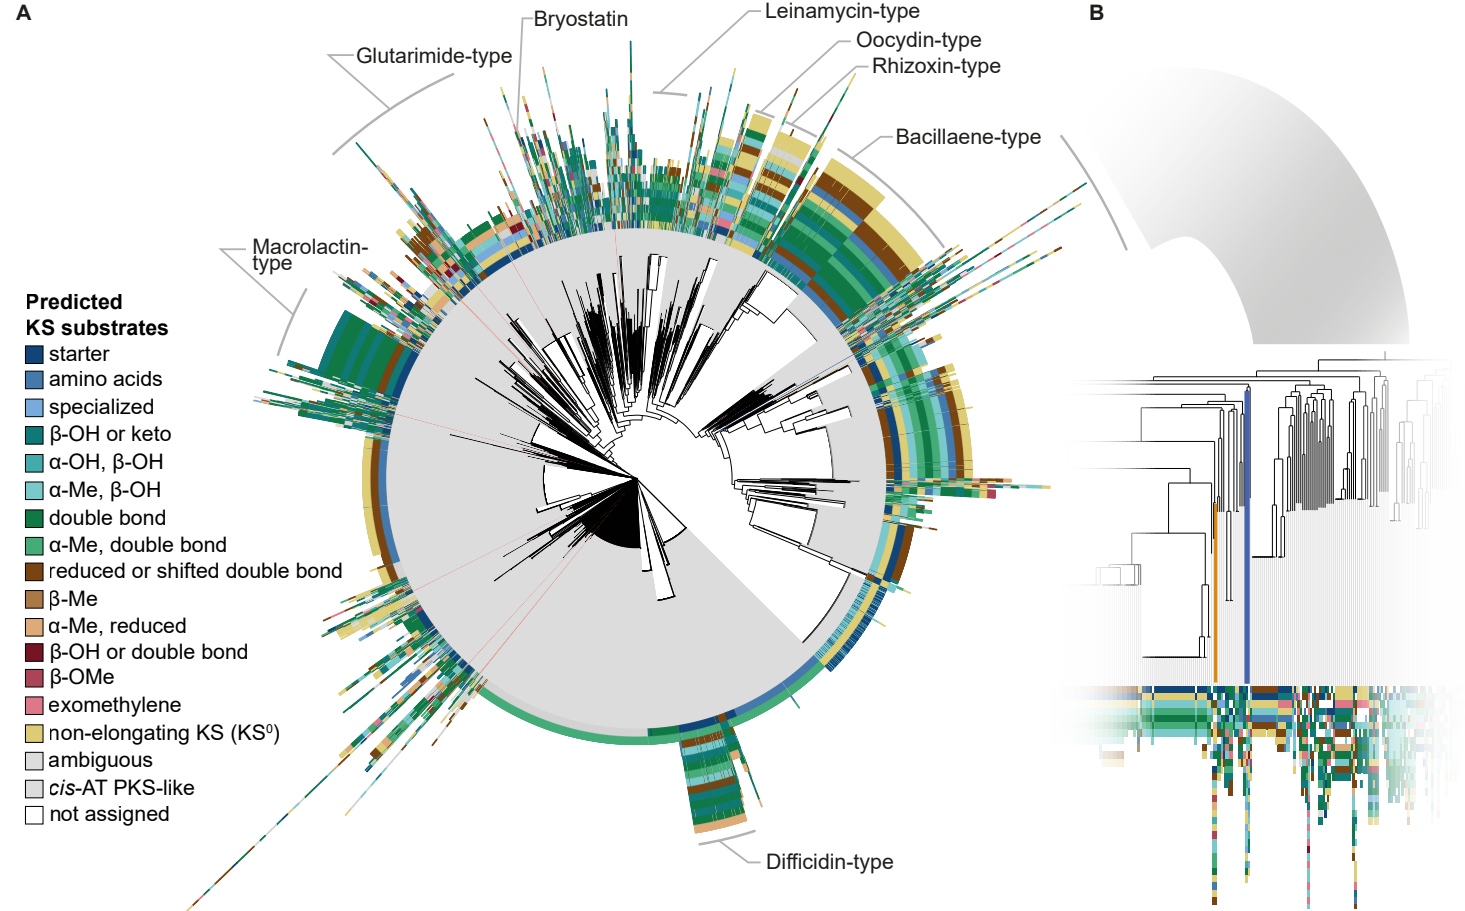 A
B
Bryostatin
Leinamycin-type
Oocydin-type
Rhizoxin-type
Glutarimide-type
Bacillaene-type
Macrolactin-
type
Predicted
KS substrates
starter
amino acids
specialized
β-OH or keto
α-OH, β-OH
α-Me, β-OH
double bond
α-Me, double bond
reduced or shifted double bond
β-Me
α-Me, reduced
β-OH or double bond
β-OMe
exomethylene
non-elongating KS (KS⁰)
ambiguous
cis-AT PKS-like
not assigned
Difficidin-type